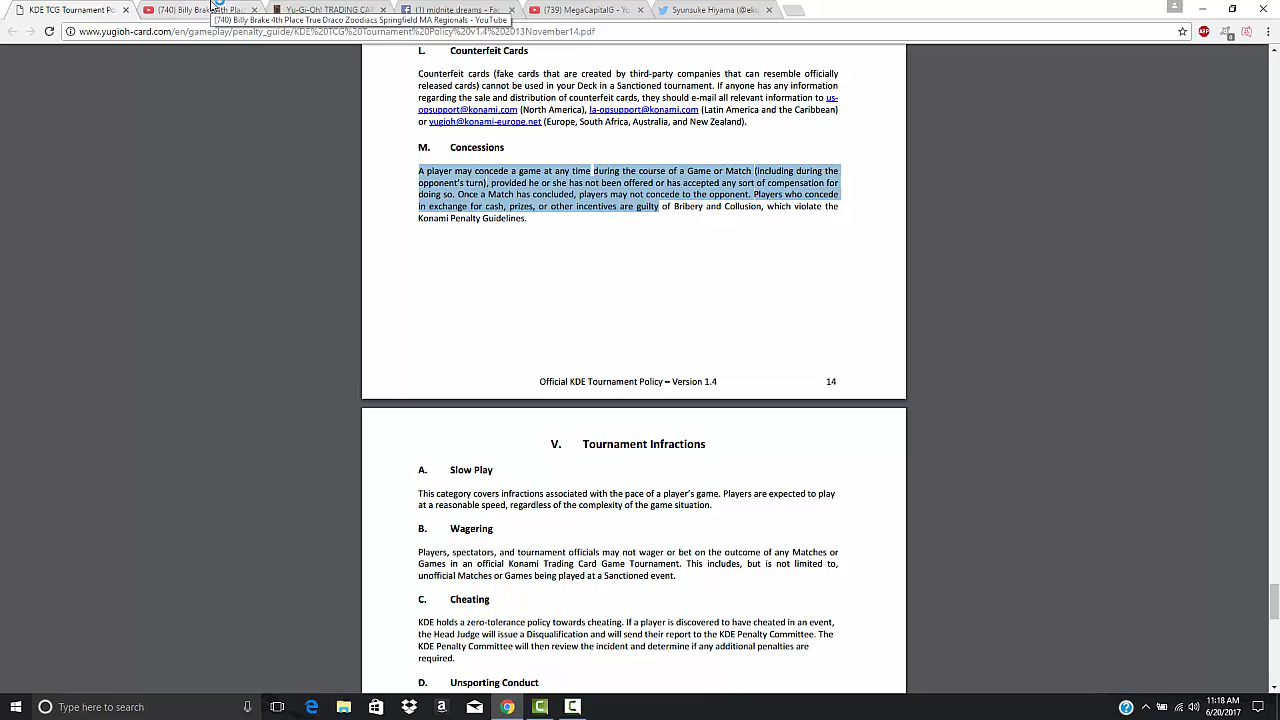 KDE TCG Tournament Po
(740) Billy Brake 4th Plac
Yu-Gi-Oh! TRADING CAR
(1) midnite dreams - Fac
(739) MegaCapitalG - Yo
Syunsuke Hiyama (@eku
(740) Billy Brake 4th Place True Draco Zoodiacs Springfield MA Regionals - YouTube
www.yugioh-card.com/en/gameplay/penalty_guide/KDE%20TCG%20Tournament%20Policy%20v1.4%202013November14.pdf
L. Counterfeit Cards
Counterfeit cards (fake cards that are created by third-party companies that can resemble officially
released cards) cannot be used in your Deck in a Sanctioned tournament. If anyone has any information
regarding the sale and distribution of counterfeit cards, they should e-mail all relevant information to us-
opsupport@konami.com (North America), la-opsupport@konami.com (Latin America and the Caribbean)
or yugioh@konami-europe.net (Europe, South Africa, Australia, and New Zealand).
M. Concessions
A player may concede a game at any time during the course of a Game or Match (including during the
opponent's turn), provided he or she has not been offered or has accepted any sort of compensation for
doing so. Once a Match has concluded, players may not concede to the opponent. Players who concede
in exchange for cash, prizes, or other incentives are guilty of Bribery and Collusion, which violate the
Konami Penalty Guidelines.
Official KDE Tournament Policy – Version 1.4 14
V. Tournament Infractions
A. Slow Play
This category covers infractions associated with the pace of a player's game. Players are expected to play
at a reasonable speed, regardless of the complexity of the game situation.
B. Wagering
Players, spectators, and tournament officials may not wager or bet on the outcome of any Matches or
Games in an official Konami Trading Card Game Tournament. This includes, but is not limited to,
unofficial Matches or Games being played at a Sanctioned event.
C. Cheating
KDE holds a zero-tolerance policy towards cheating. If a player is discovered to have cheated in an event,
the Head Judge will issue a Disqualification and will send their report to the KDE Penalty Committee. The
KDE Penalty Committee will then review the incident and determine if any additional penalties are
required.
D. Unsporting Conduct
Type here to search
11:18 AM
6/20/2017